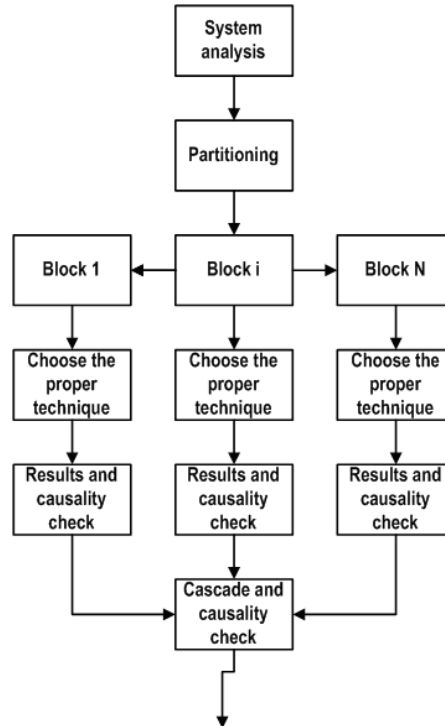 System
analysis
Partitioning
Block 1
Block i
Block N
Choose the
proper
technique
Choose the
proper
technique
Choose the
proper
technique
Results and
causality
check
Results and
causality
check
Results and
causality
check
Cascade and
causality
check